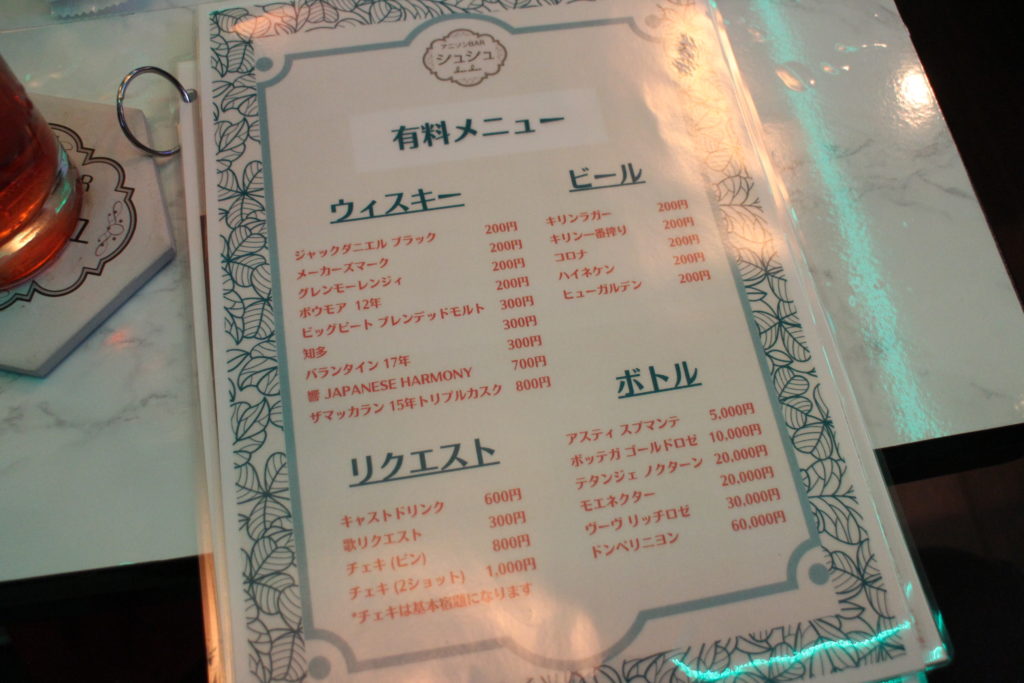 アニソンBAR
シュシュ
有料メニュー
ウィスキー
ジャックダニエル ブラック 200円
メーカーズマーク 200円
グレンモーレンジィ 200円
ボウモア 12年 200円
ビッグピート ブレンデッドモルト 300円
知多 300円
バランタイン 17年 300円
響 JAPANESE HARMONY 700円
ザマッカラン 15年トリプルカスク 800円
ビール
キリンラガー 200円
キリン一番搾り 200円
コロナ 200円
ハイネケン 200円
ヒューガルデン 200円
リクエスト
キャストドリンク 600円
歌リクエスト 300円
チェキ (ピン) 800円
チェキ (2ショット) 1,000円
*チェキは基本宿題になります
ボトル
アスティ スプマンテ 5,000円
ボッテガ ゴールドロゼ 10,000円
テタンジェ ノクターン 20,000円
モエネクター 20,000円
ヴーヴ リッチロゼ 30,000円
ドンペリニヨン 60,000円